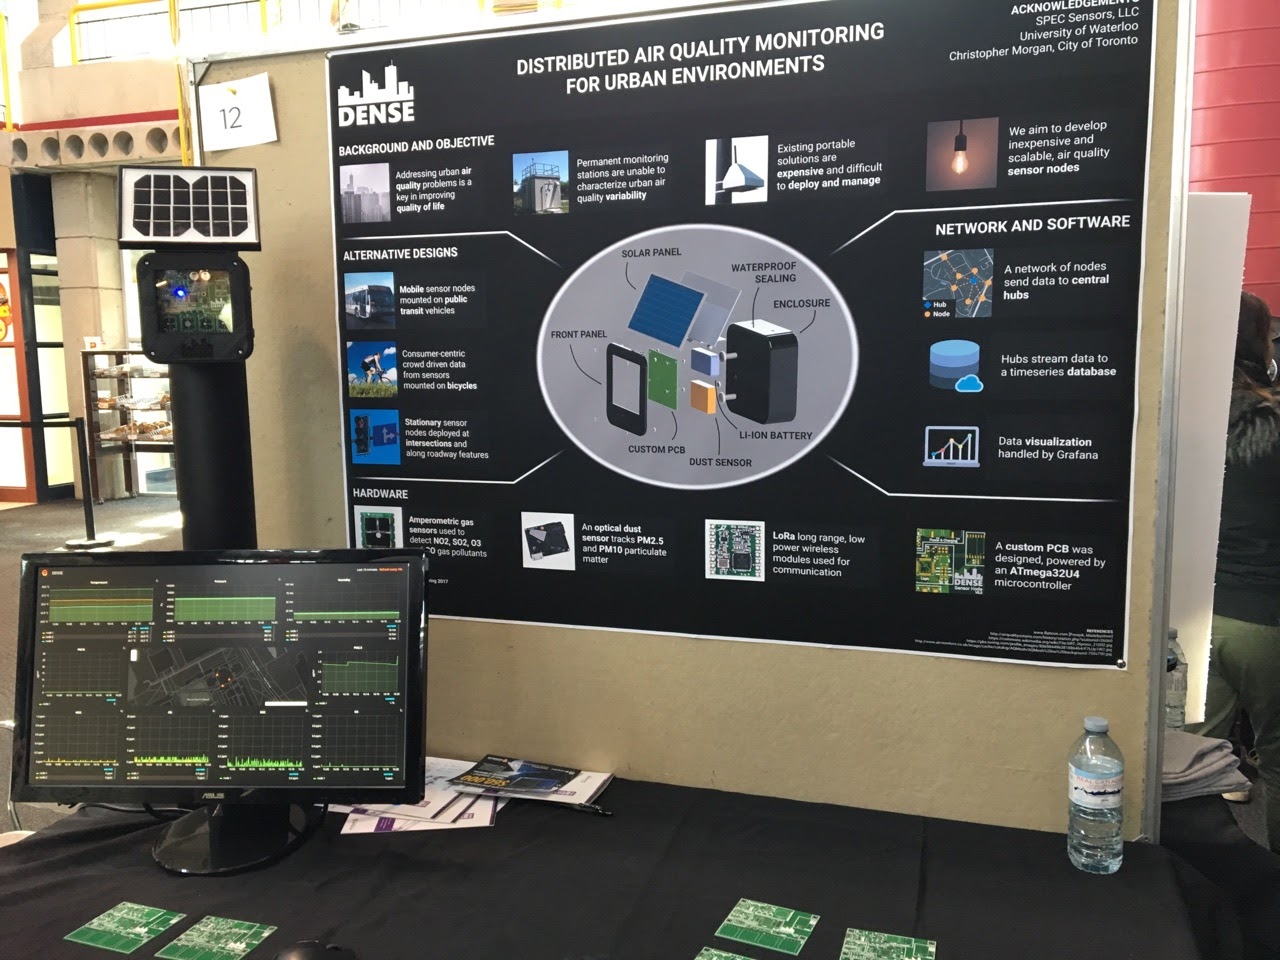 12
DENSE
DISTRIBUTED AIR QUALITY MONITORING
FOR URBAN ENVIRONMENTS
ACKNOWLEDGEMENTS
SPEC Sensors, LLC
University of Waterloo
Christopher Morgan, City of Toronto
BACKGROUND AND OBJECTIVE
Addressing urban air
quality problems is a
key in improving
quality of life
Permanent monitoring
stations are unable to
characterize urban air
quality variability
Existing portable
solutions are
expensive and difficult
to deploy and manage
We aim to develop
inexpensive and
scalable, air quality
sensor nodes
ALTERNATIVE DESIGNS
Mobile sensor nodes
mounted on public
transit vehicles
Consumer-centric
crowd driven data
from sensors
mounted on bicycles
Stationary sensor
nodes deployed at
intersections and
along roadway features
SOLAR PANEL
WATERPROOF
SEALING
ENCLOSURE
FRONT PANEL
CUSTOM PCB
DUST SENSOR
LI-ION BATTERY
NETWORK AND SOFTWARE
Hub
Node
A network of nodes
send data to central
hubs
Hubs stream data to
a timeseries database
Data visualization
handled by Grafana
HARDWARE
Amperometric gas
sensors used to
detect NO2, SO2, O3
gas pollutants
An optical dust
sensor tracks PM2.5
and PM10 particulate
matter
LoRa long range, low
power wireless
modules used for
communication
DENSE
Sensor Node
A custom PCB was
designed, powered by
an ATmega32U4
microcontroller
2017
REFERENCES
DENSE
Temperature
Humidity